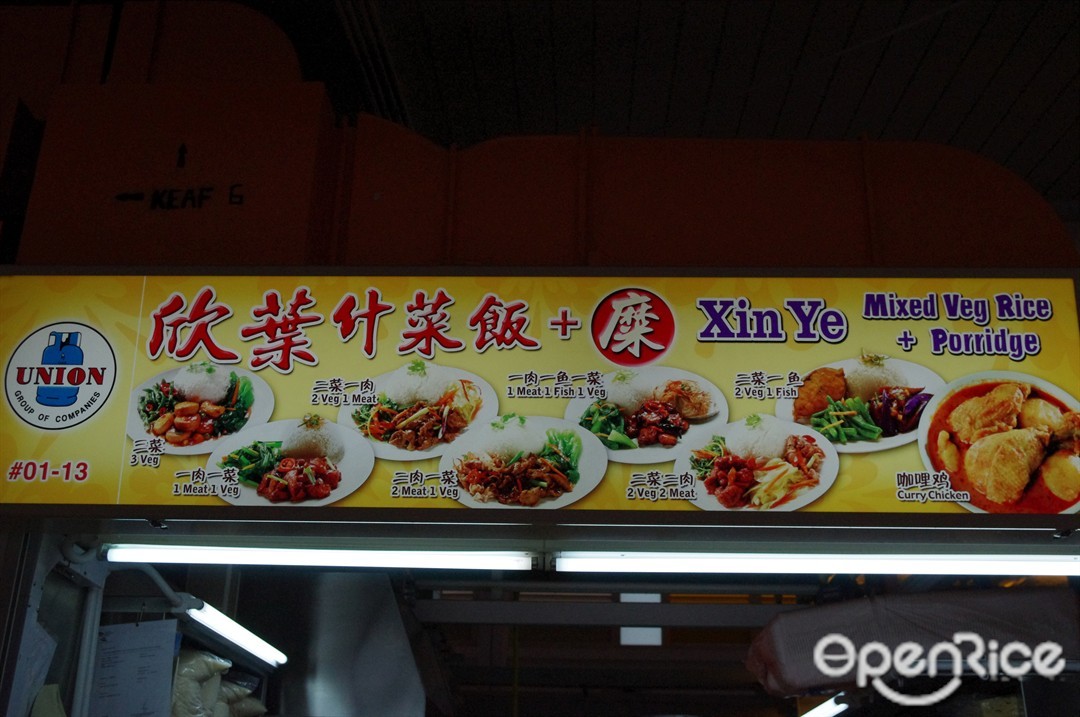 KEAF 6
UNION
GROUP OF COMPANIES
#01-13
欣葉什菜飯 + 糜 Xin Ye
Mixed Veg Rice
+ Porridge
三菜
3 Veg
一肉一菜
1 Meat 1 Veg
二菜一肉
2 Veg 1 Meat
二肉一菜
2 Meat 1 Veg
一肉一鱼一菜
1 Meat 1 Fish 1 Veg
二菜二肉
2 Veg 2 Meat
二菜一鱼
2 Veg 1 Fish
咖哩鸡
Curry Chicken
OpenRice